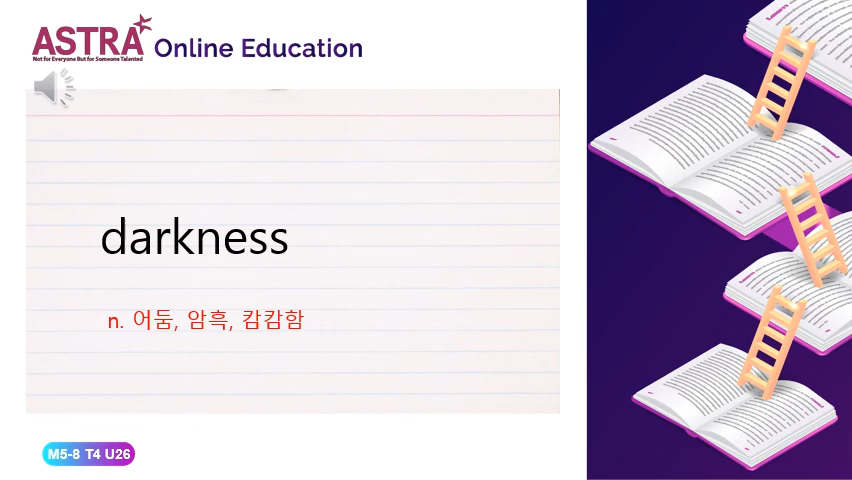 ASTRA Online Education
Not for Everyone But for Someone Talented
darkness
n. 어둠, 암흑, 캄캄함
M5-8 T4 U26